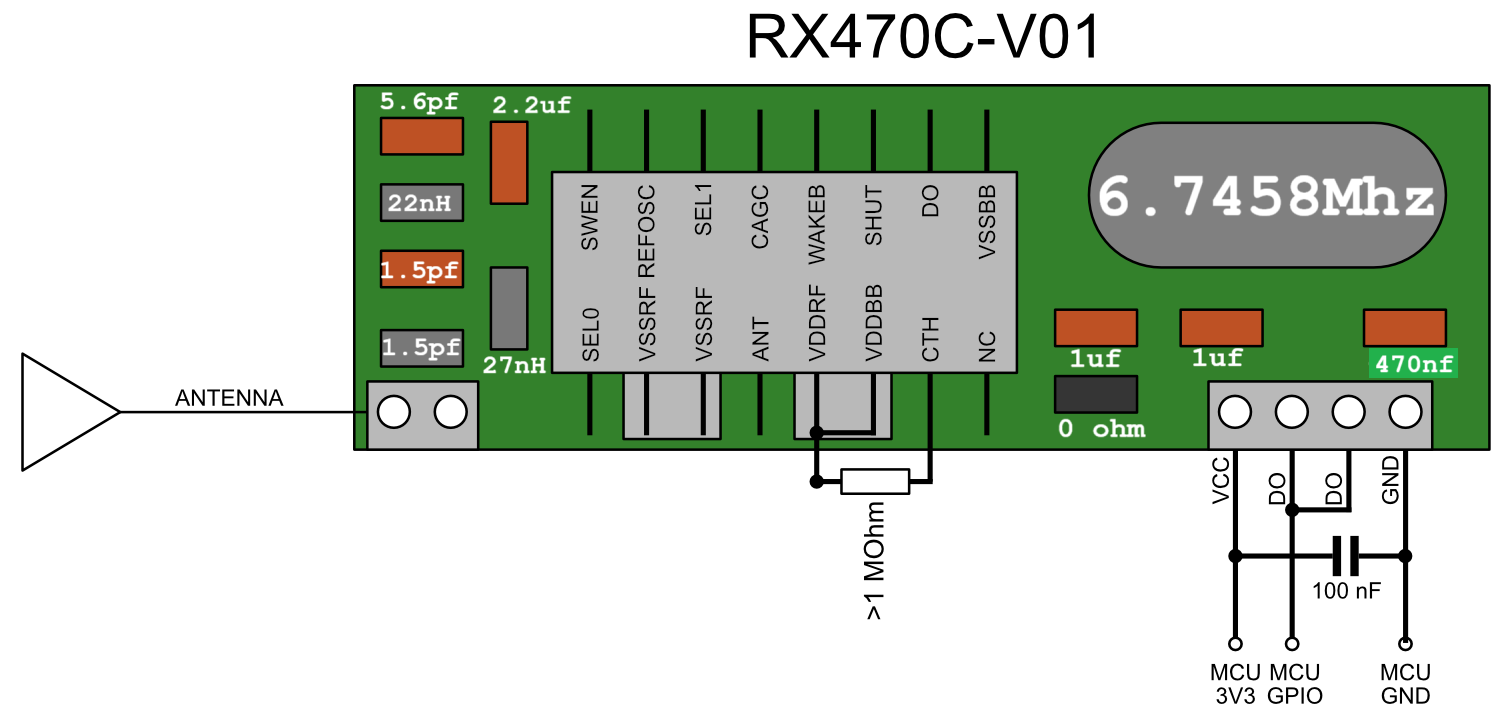 RX470C-V01
5.6pf
2.2uf
22nH
1.5pf
1.5pf
27nH
SWEN
REFOSC
SEL1
CAGC
WAKEB
SHUT
DO
VSSBB
SEL0
VSSRF
VSSRF
ANT
VDDRF
VDDBB
CTH
NC
6.7458Mhz
1uf
1uf
470nf
0 ohm
ANTENNA
>1 MOhm
VCC
DO
DO
GND
100 nF
MCU
3V3
MCU
GPIO
MCU
GND